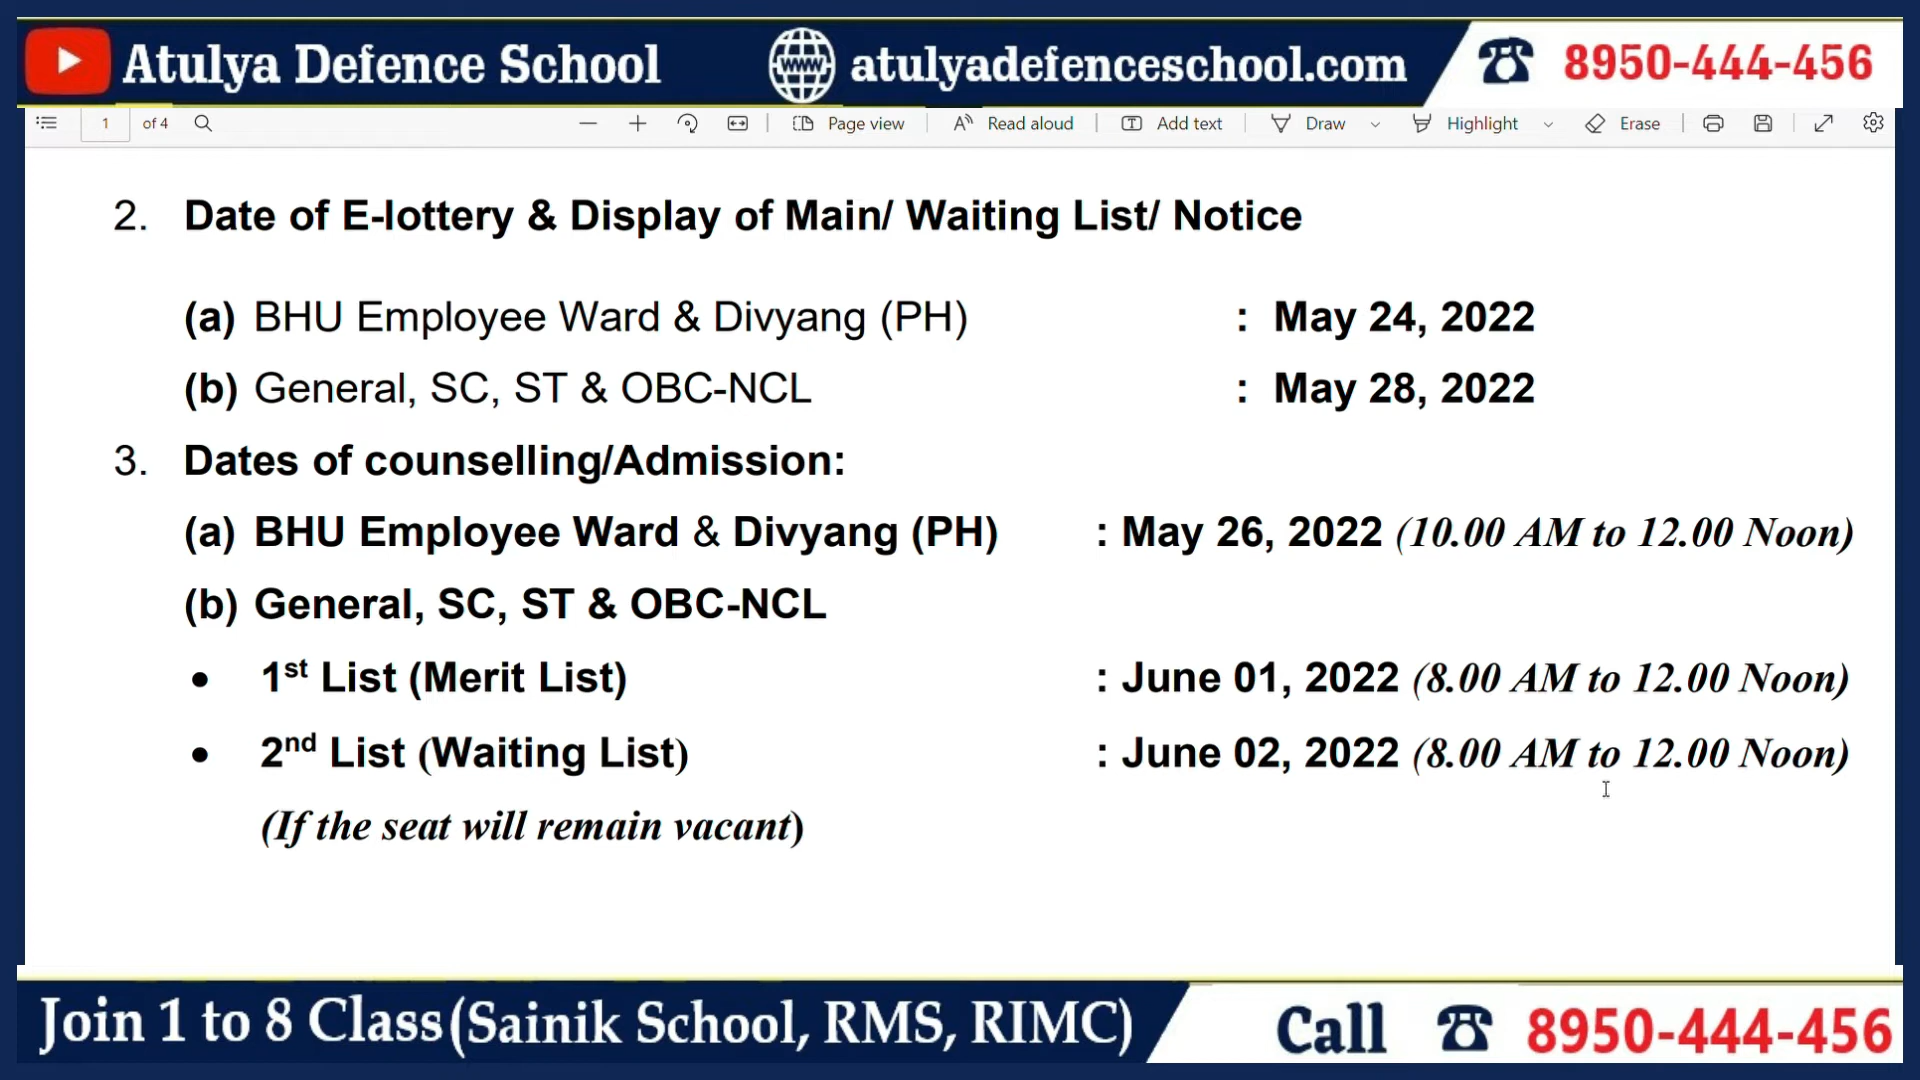 Atulya Defence School
www
atulyadefenceschool.com
8950-444-456
1 of 4
Page view
Read aloud
Add text
Draw
Highlight
Erase
2. Date of E-lottery & Display of Main/ Waiting List/ Notice
(a) BHU Employee Ward & Divyang (PH) : May 24, 2022
(b) General, SC, ST & OBC-NCL : May 28, 2022
3. Dates of counselling/Admission:
(a) BHU Employee Ward & Divyang (PH) : May 26, 2022 (10.00 AM to 12.00 Noon)
(b) General, SC, ST & OBC-NCL
• 1st List (Merit List) : June 01, 2022 (8.00 AM to 12.00 Noon)
• 2nd List (Waiting List) : June 02, 2022 (8.00 AM to 12.00 Noon)
(If the seat will remain vacant)
Join 1 to 8 Class (Sainik School, RMS, RIMC)
Call 8950-444-456